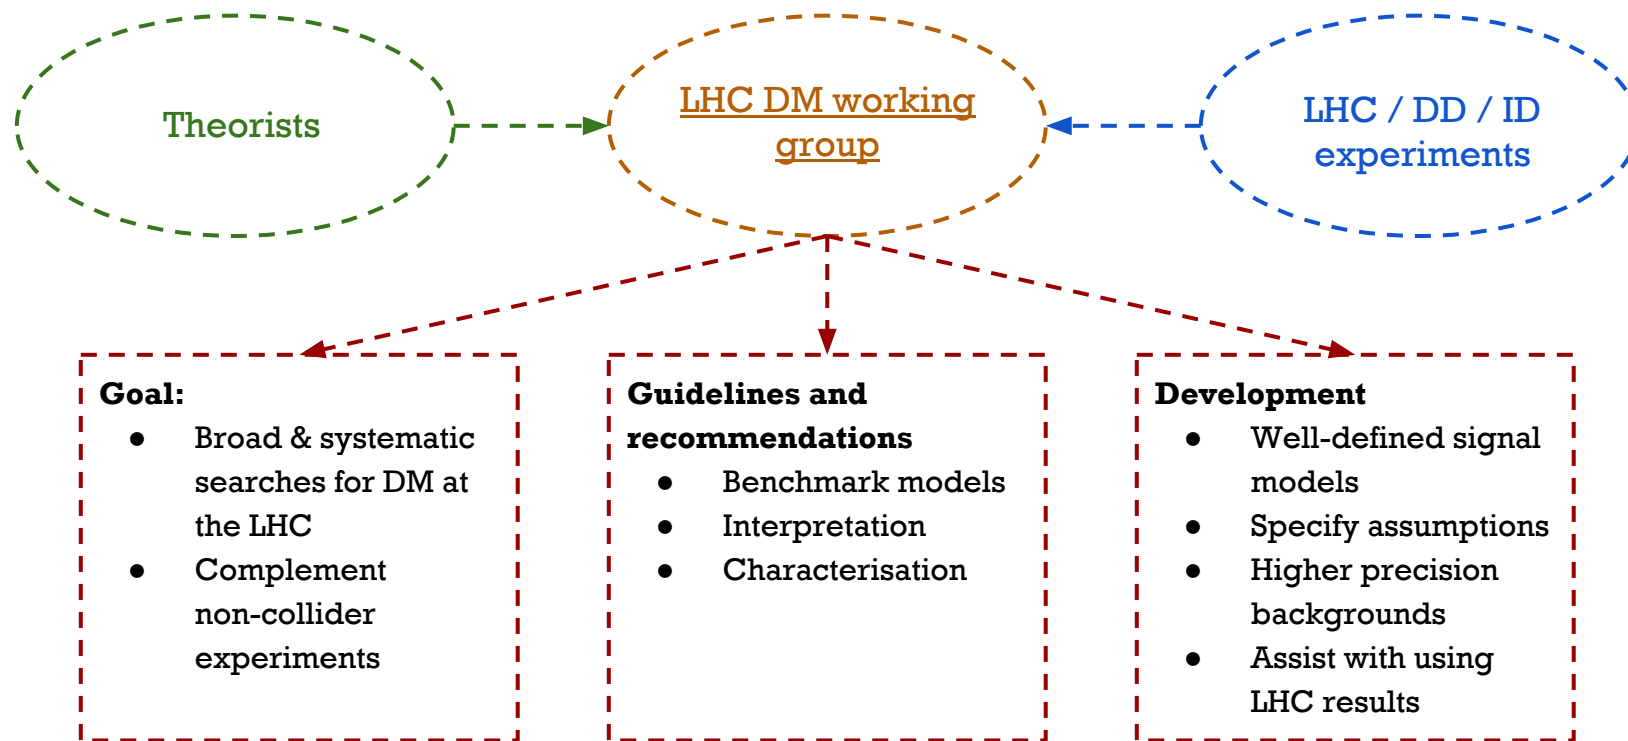 Theorists
LHC DM working
group
LHC / DD / ID
experiments
Goal:
● Broad & systematic
searches for DM at
the LHC
● Complement
non-collider
experiments
Guidelines and
recommendations
● Benchmark models
● Interpretation
● Characterisation
Development
● Well-defined signal
models
● Specify assumptions
● Higher precision
backgrounds
● Assist with using
LHC results